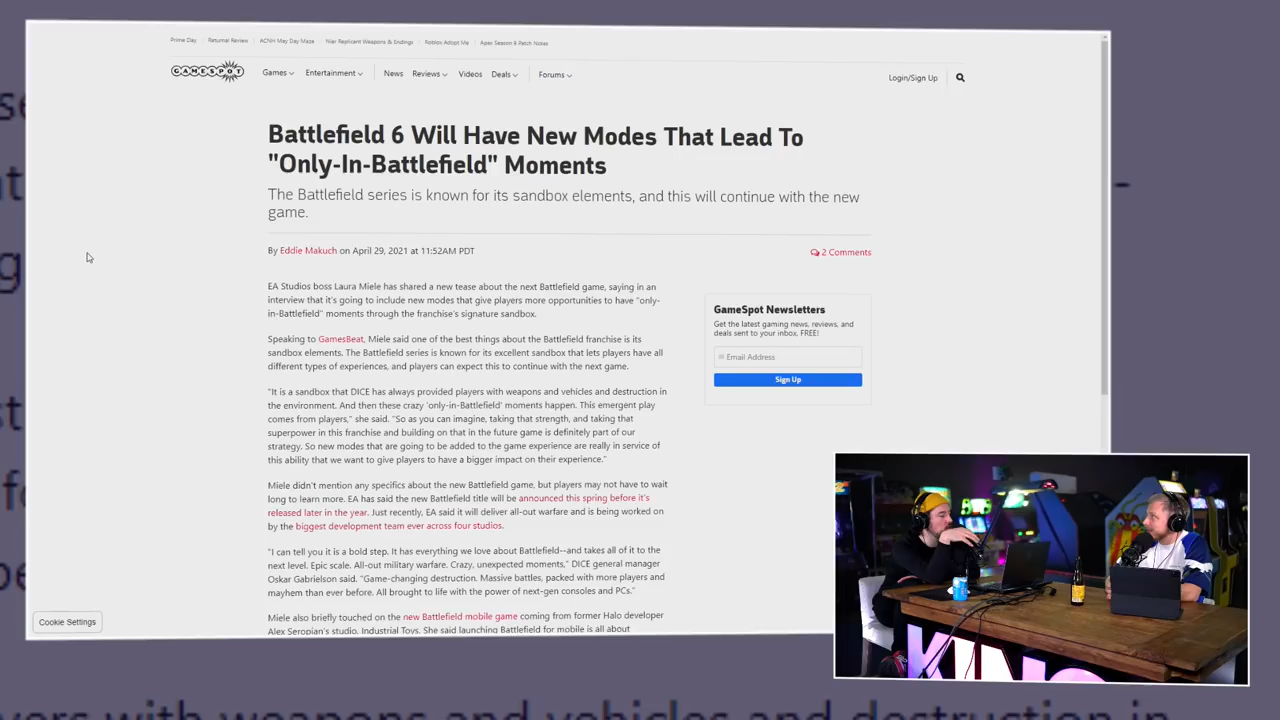 Prime Day
Returnal Review
ACNH May Day Maze
Nier Replicant Weapons & Endings
Roblox Adopt Me
Apex Season 9 Patch Notes
GAMESPOT
Games
Entertainment
News
Reviews
Videos
Deals
Forums
Login/Sign Up
Battlefield 6 Will Have New Modes That Lead To
"Only-In-Battlefield" Moments
The Battlefield series is known for its sandbox elements, and this will continue with the new
game.
By Eddie Makuch on April 29, 2021 at 11:52AM PDT
2 Comments
EA Studios boss Laura Miele has shared a new tease about the next Battlefield game, saying in an
interview that it's going to include new modes that give players more opportunities to have "only-
in-Battlefield" moments through the franchise's signature sandbox.
Speaking to GamesBeat, Miele said one of the best things about the Battlefield franchise is its
sandbox elements. The Battlefield series is known for its excellent sandbox that lets players have all
different types of experiences, and players can expect this to continue with the next game.
"It is a sandbox that DICE has always provided players with weapons and vehicles and destruction in
the environment. And then these crazy 'only-in-Battlefield' moments happen. This emergent play
comes from players," she said. "So as you can imagine, taking that strength, and taking that
superpower in this franchise and building on that in the future game is definitely part of our
strategy. So new modes that are going to be added to the game experience are really in service of
this ability that we want to give players to have a bigger impact on their experience."
Miele didn't mention any specifics about the new Battlefield game, but players may not have to wait
long to learn more. EA has said the new Battlefield title will be announced this spring before it's
released later in the year. Just recently, EA said it will deliver all-out warfare and is being worked on
by the biggest development team ever across four studios.
"I can tell you it is a bold step. It has everything we love about Battlefield--and takes all of it to the
next level. Epic scale. All-out military warfare. Crazy, unexpected moments," DICE general manager
Oskar Gabrielson said. "Game-changing destruction. Massive battles, packed with more players and
mayhem than ever before. All brought to life with the power of next-gen consoles and PCs."
Miele also briefly touched on the new Battlefield mobile game coming from former Halo developer
Alex Seropian's studio, Industrial Toys. She said launching Battlefield for mobile is all about
GameSpot Newsletters
Get the latest gaming news, reviews, and
deals sent to your inbox, FREE!
Email Address
Sign Up
Cookie Settings
KING
yers with weapons and vehicles and destruction in